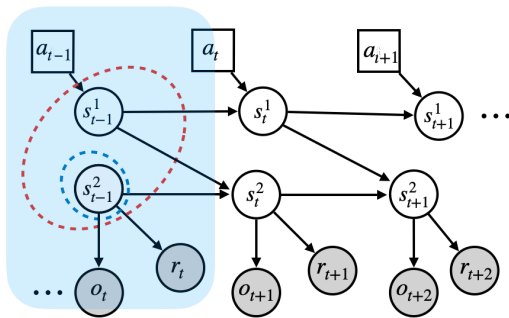 a_{t-1} a_t a_{t+1}
s^1_{t-1} s^1_t s^1_{t+1} ...
s^2_{t-1} s^2_t s^2_{t+1}
r_t r_{t+1} r_{t+2}
... o_t o_{t+1} o_{t+2}